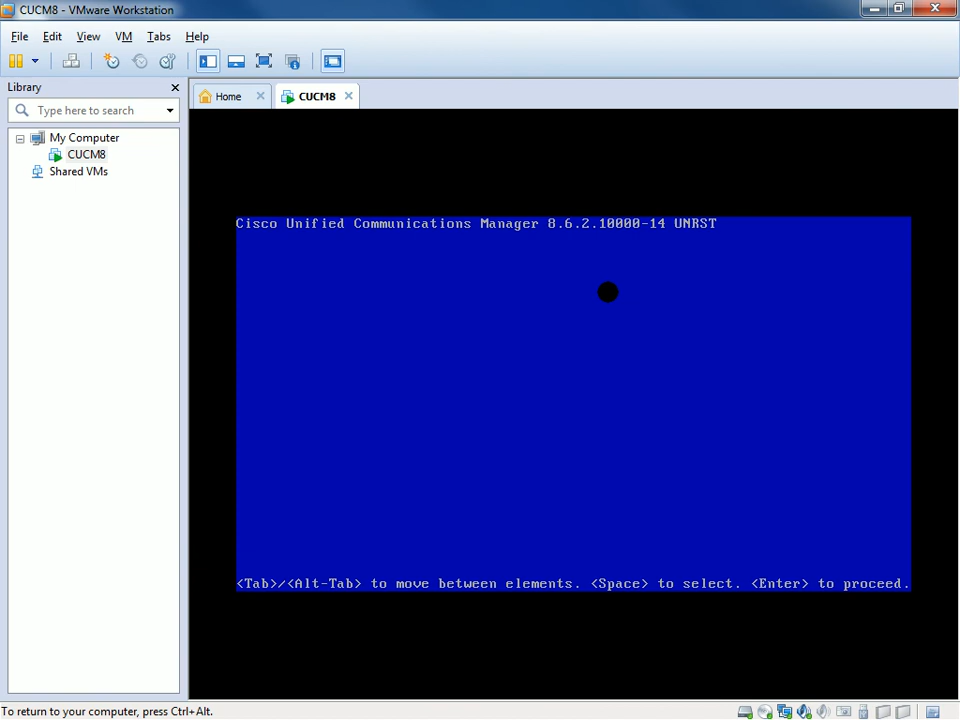 CUCM8 - VMware Workstation
File Edit View VM Tabs Help
Library
Type here to search
My Computer
CUCM8
Shared VMs
Home
CUCM8
Cisco Unified Communications Manager 8.6.2.10000-14 UNRST
<Tab>/<Alt-Tab> to move between elements. <Space> to select. <Enter> to proceed.
To return to your computer, press Ctrl+Alt.